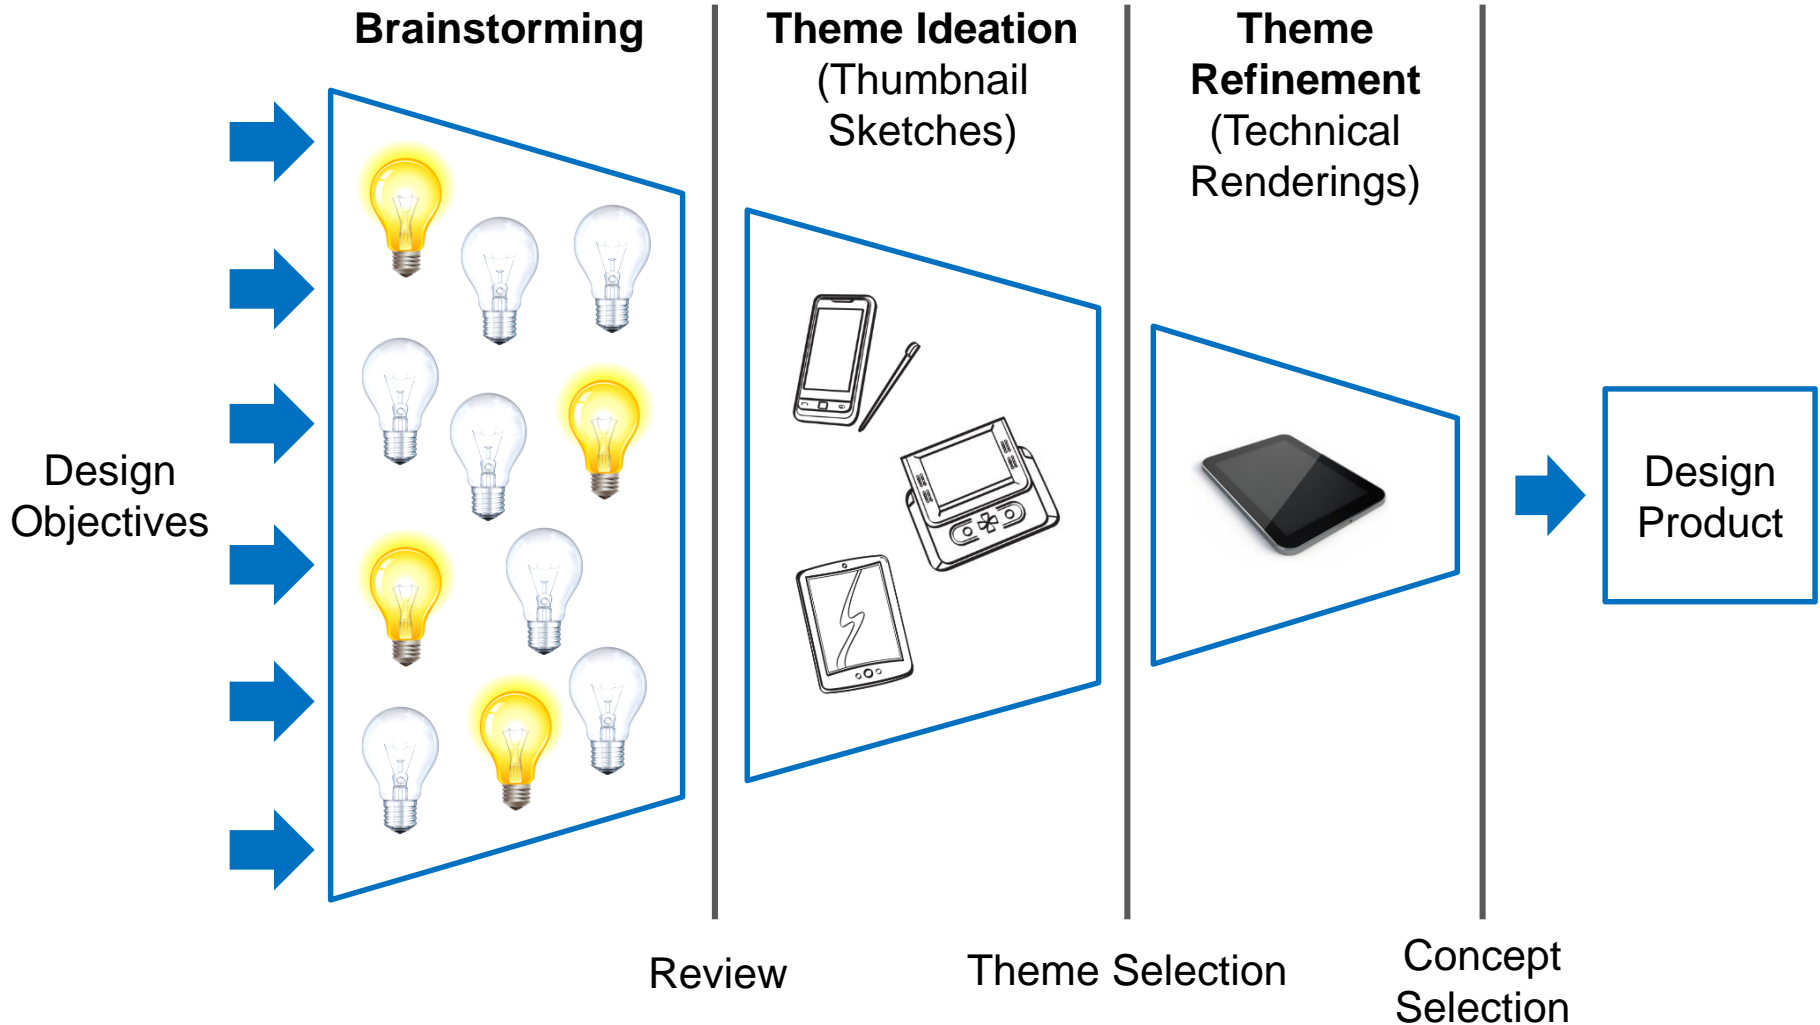 Brainstorming
Theme Ideation
(Thumbnail
Sketches)
Theme
Refinement
(Technical
Renderings)
Design
Objectives
Design
Product
Review
Theme Selection
Concept
Selection